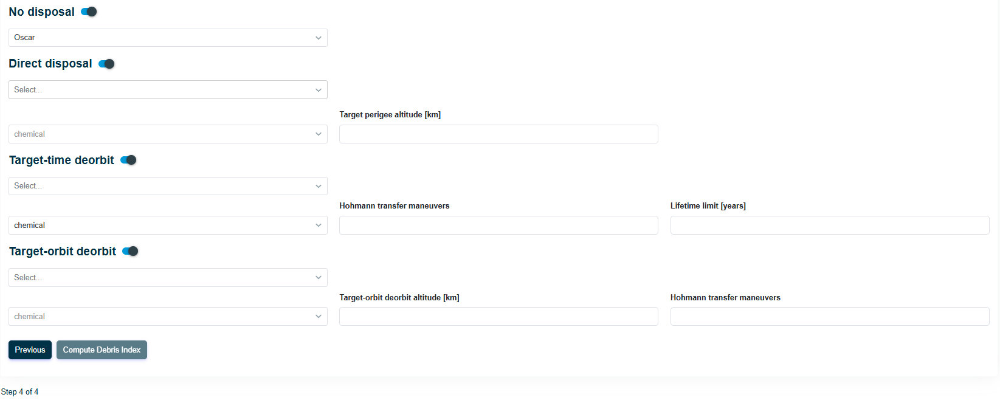 No disposal
Oscar
Direct disposal
Select...
Target perigee altitude [km]
chemical
Target-time deorbit
Select...
Hohmann transfer maneuvers
Lifetime limit [years]
chemical
Target-orbit deorbit
Select...
Target-orbit deorbit altitude [km]
Hohmann transfer maneuvers
chemical
Previous
Compute Debris Index
Step 4 of 4